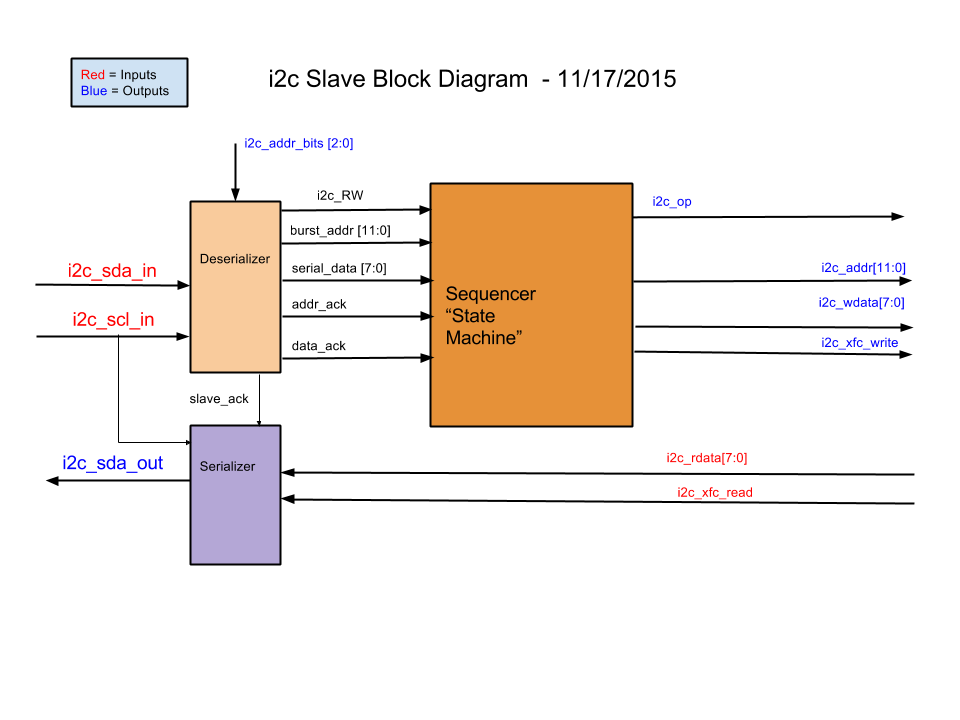 Red = Inputs
Blue = Outputs
i2c Slave Block Diagram - 11/17/2015
i2c_addr_bits [2:0]
i2c_RW
burst_addr [11:0]
serial_data [7:0]
addr_ack
data_ack
Deserializer
i2c_sda_in
i2c_scl_in
Sequencer
“State
Machine”
i2c_op
i2c_addr[11:0]
i2c_wdata[7:0]
i2c_xfc_write
slave_ack
i2c_sda_out
Serializer
i2c_rdata[7:0]
i2c_xfc_read